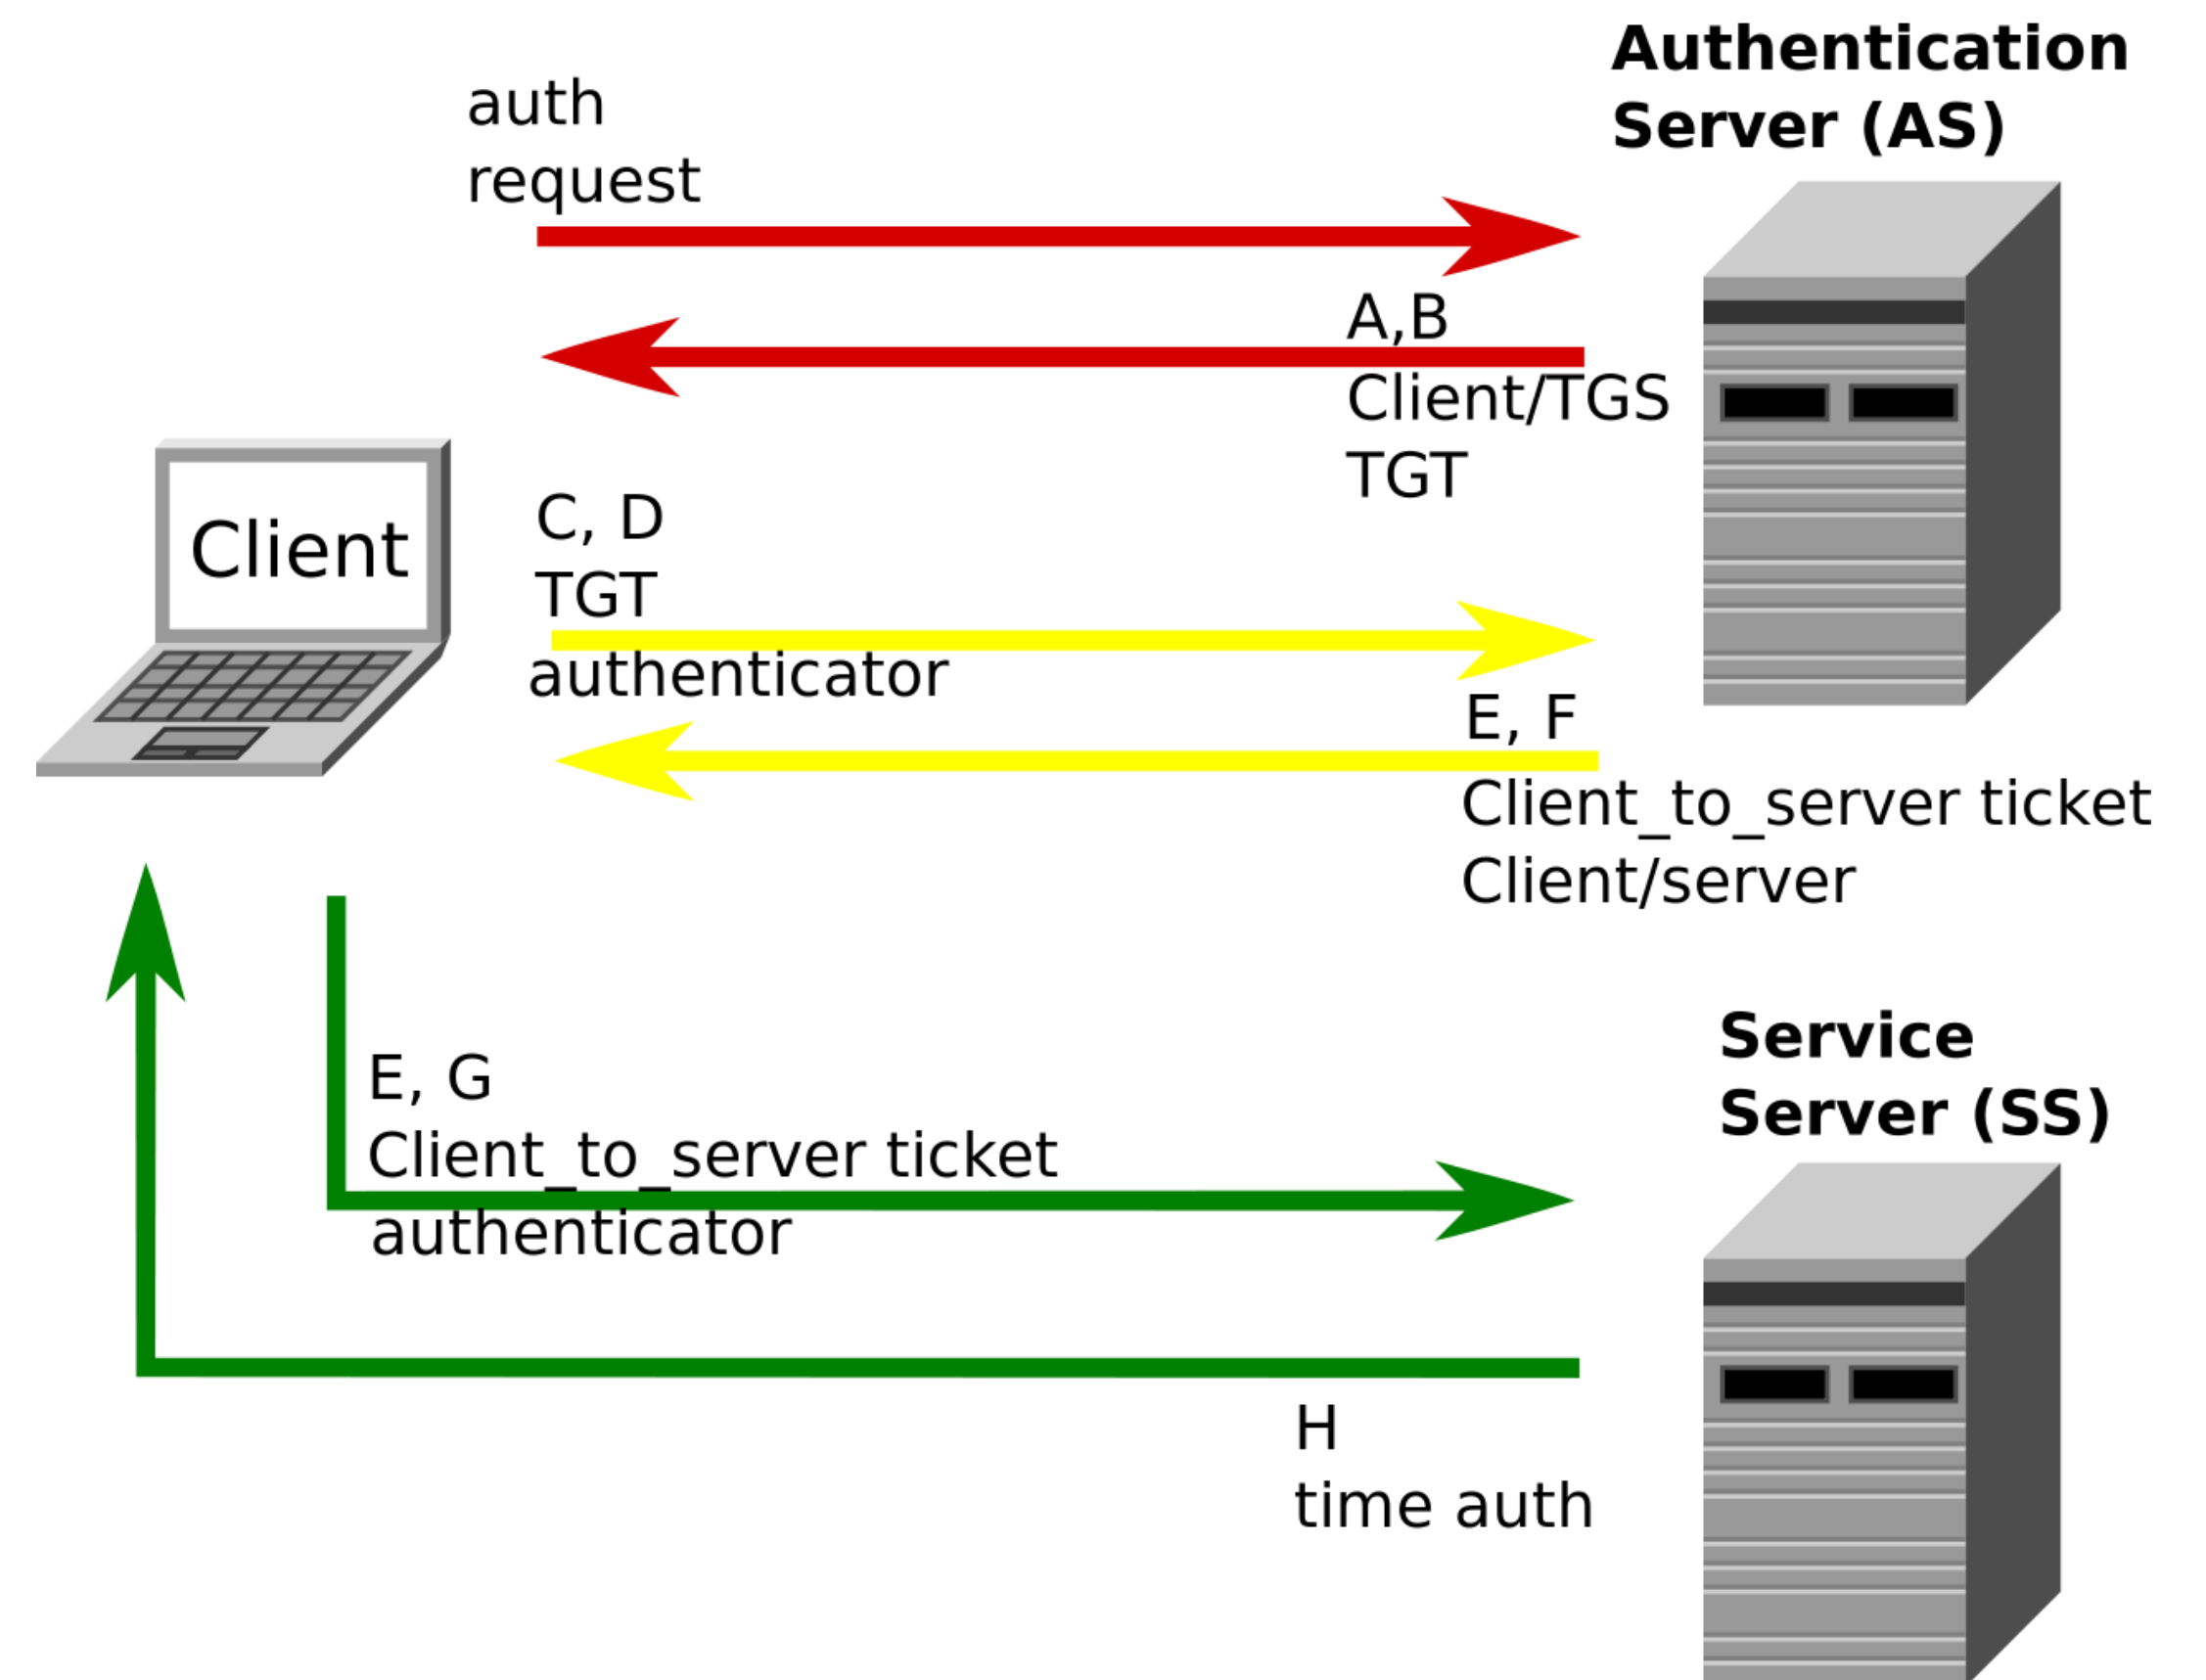 Authentication
Server (AS)
auth
request
A,B
Client/TGS
TGT
Client
C, D
TGT
authenticator
E, F
Client_to_server ticket
Client/server
Service
Server (SS)
E, G
Client_to_server ticket
authenticator
H
time auth